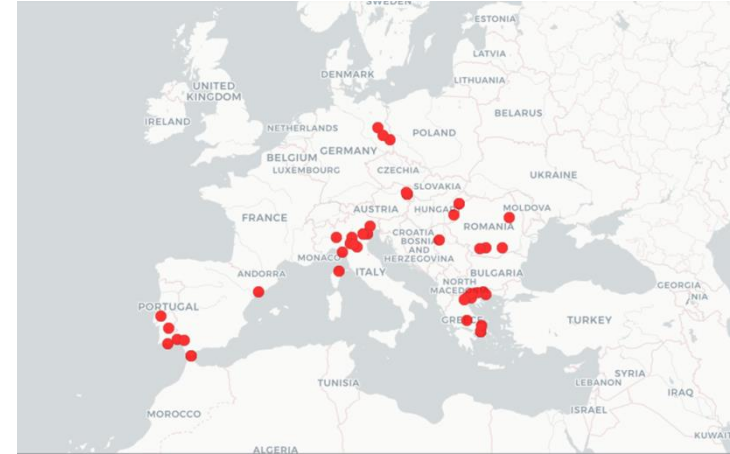 SWEDEN
ESTONIA
LATVIA
DENMARK
LITHUANIA
UNITED
KINGDOM
BELARUS
IRELAND
NETHERLANDS
POLAND
GERMANY
BELGIUM
LUXEMBOURG
CZECHIA
UKRAINE
SLOVAKIA
AUSTRIA
HUNGA
MOLDOVA
FRANCE
ROMANIA
CROATIA
BOSNIA
AND
HERZEGOVINA
MONACO
ANDORRA
ITALY
BULGARIA
NORTH
MACEDO
GEORGIA
NIA
PORTUGAL
GREECE
TURKEY
SYRIA
TUNISIA
LEBANON
IRAQ
ISRAEL
MOROCCO
KUWAIT
ALGERIA